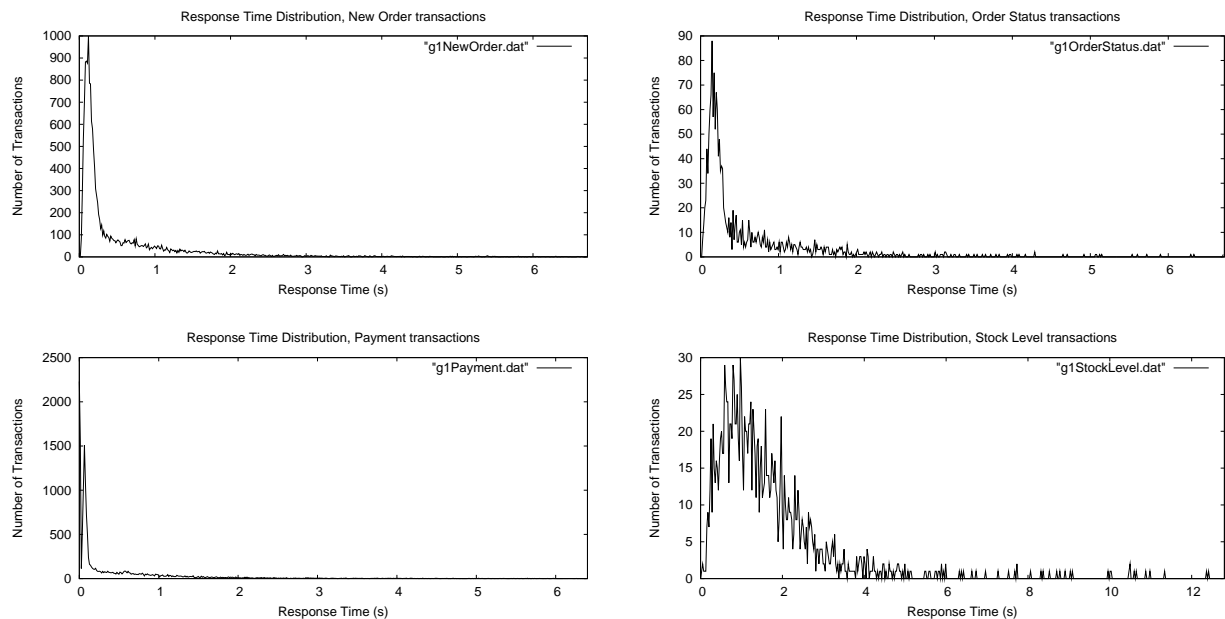 Response Time Distribution, New Order transactions
Number of Transactions
1000
900
800
700
600
500
400
300
200
100
0
"g1NewOrder.dat"
0 1 2 3 4 5 6
Response Time (s)
Response Time Distribution, Order Status transactions
Number of Transactions
90
80
70
60
50
40
30
20
10
0
"g1OrderStatus.dat"
0 1 2 3 4 5 6
Response Time (s)
Response Time Distribution, Payment transactions
Number of Transactions
2500
2000
1500
1000
500
0
"g1Payment.dat"
0 1 2 3 4 5 6
Response Time (s)
Response Time Distribution, Stock Level transactions
Number of Transactions
30
25
20
15
10
5
0
"g1StockLevel.dat"
0 2 4 6 8 10 12
Response Time (s)